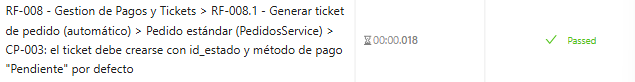 RF-008 - Gestion de Pagos y Tickets > RF-008.1 - Generar ticket
de pedido (automático) > Pedido estándar (PedidosService) >
CP-003: el ticket debe crearse con id_estado y método de pago
"Pendiente" por defecto
00:00.018
Passed